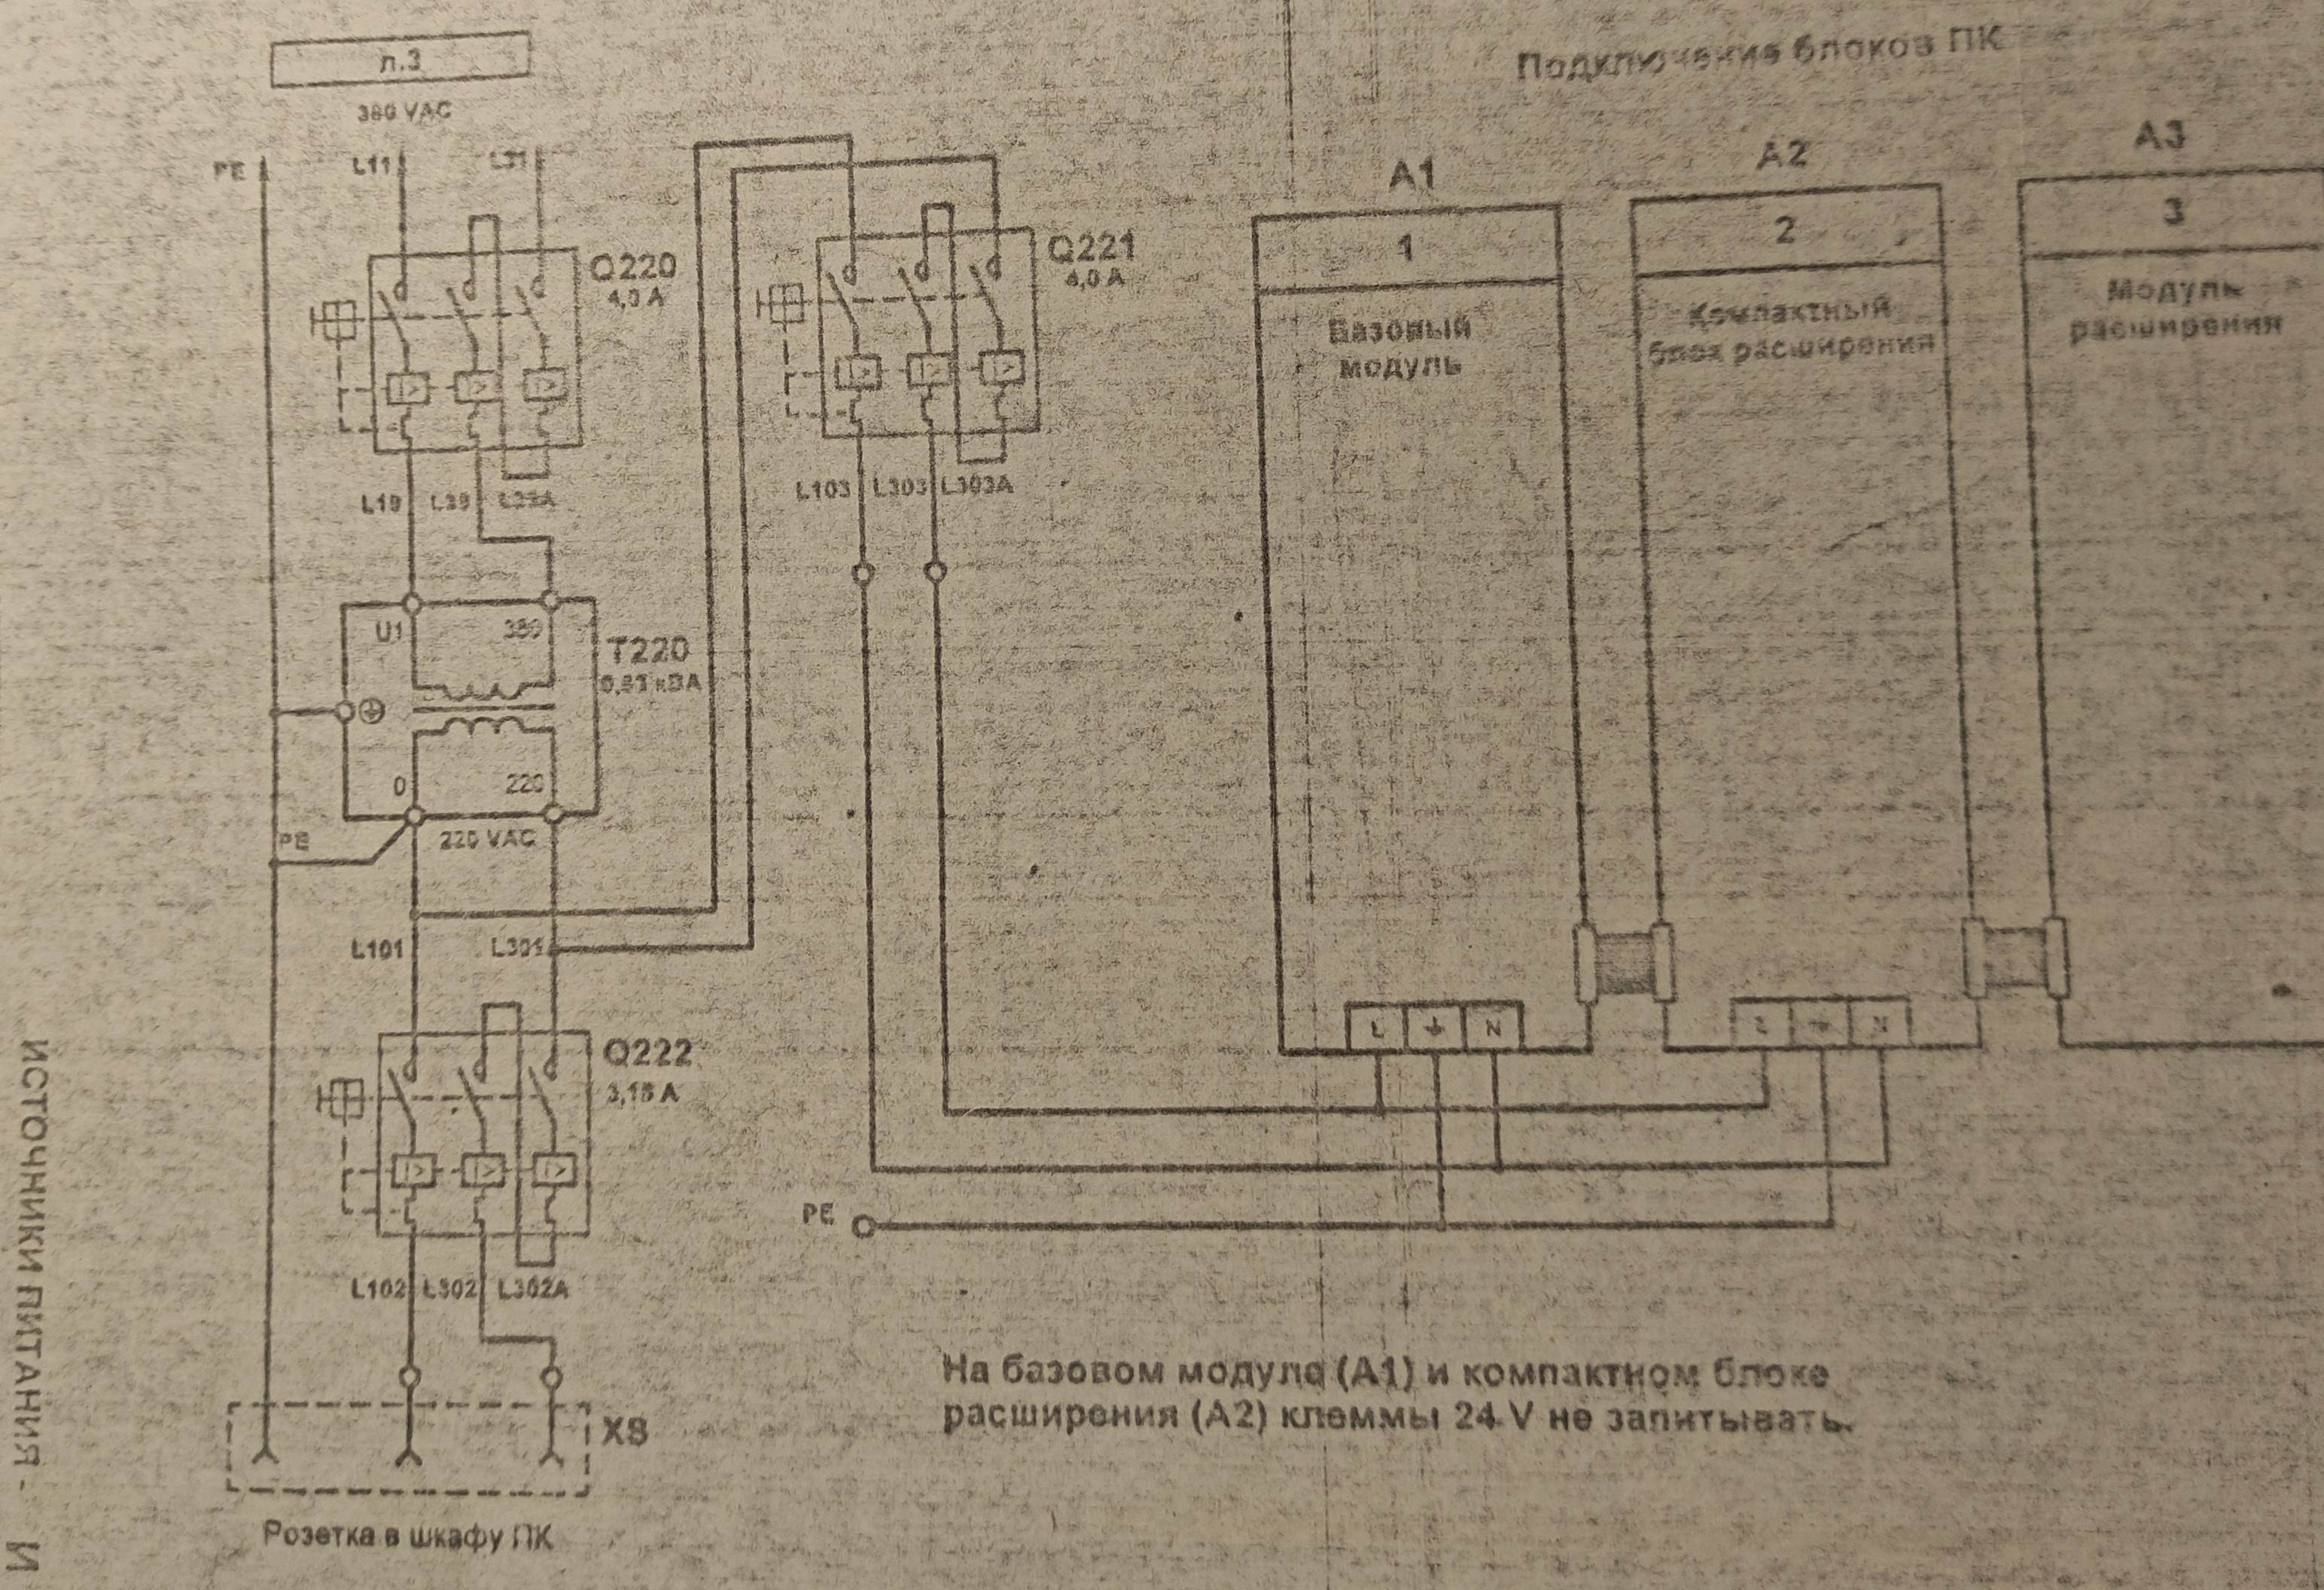 л.3
380 VAC
PE
L11
L31
Q220
4,0 A
L19
L39
L39A
U1
380
T220
0,63 кВА
0
220
PE
220 VAC
L101
L301
Q222
3,15 A
L102
L302
L302A
XS
Розетка в шкафу ПК
Q221
4,0 A
L103
L303
L303A
PE
Подключение блоков ПК
A1
1
Базовый
модуль
L
N
A2
2
Компактный
блок расширения
L
N
A3
3
Модуль
расширения
На базовом модуле (А1) и компактном блоке
расширения (А2) клеммы 24 V не запитывать.
ИСТОЧНИКИ ПИТАНИЯ -
И